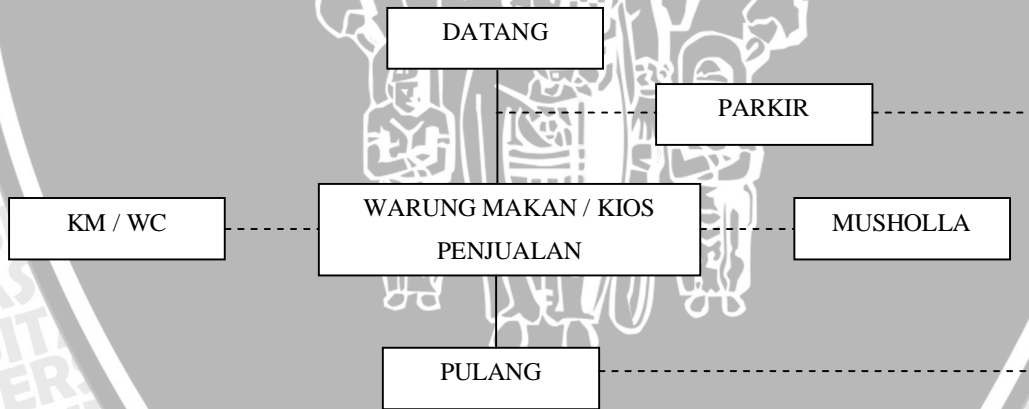 DATANG
PARKIR
KM / WC
WARUNG MAKAN / KIOS
PENJUALAN
MUSHOLLA
PULANG